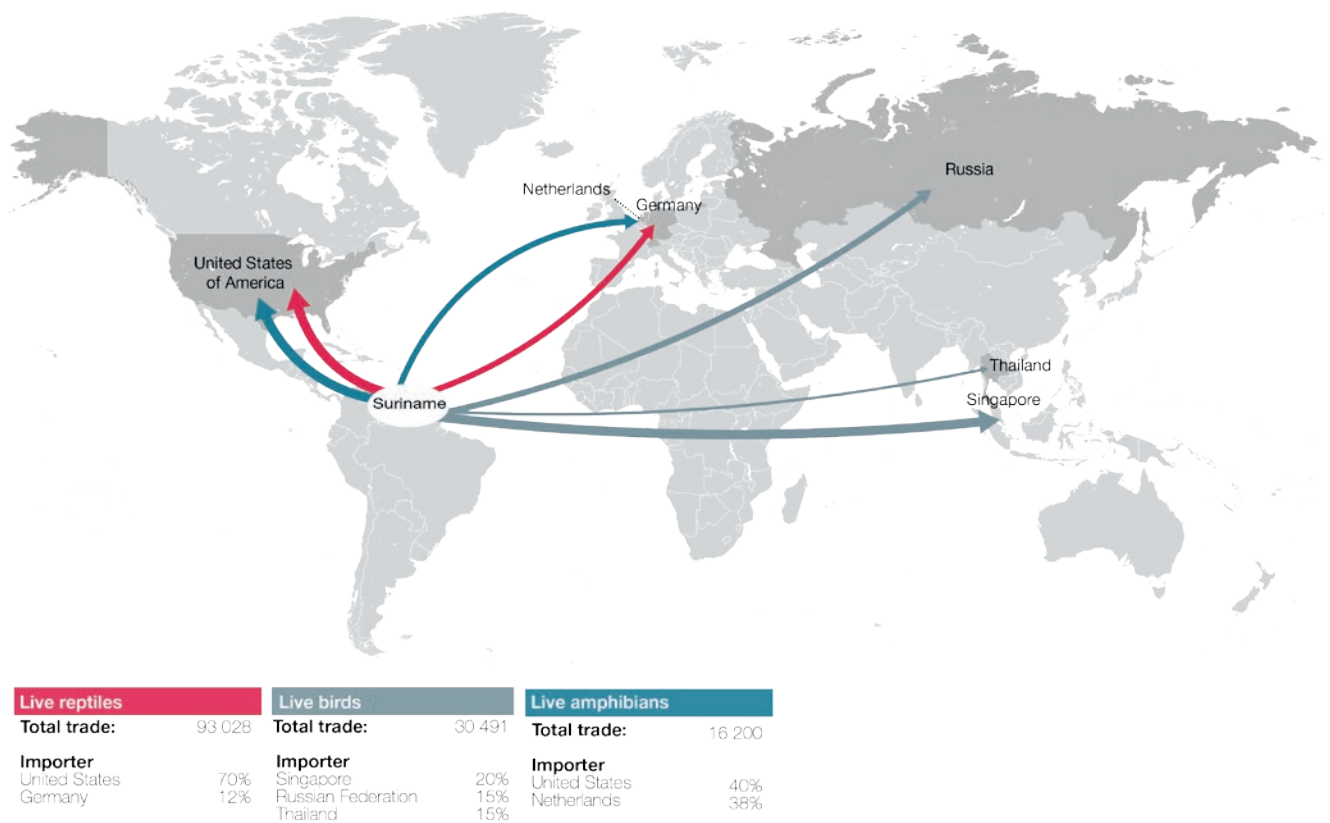 Russia
Netherlands
Germany
United States
of America
Thailand
Singapore
Suriname
Live reptiles
Total trade: 93 028
Importer
United States 70%
Germany 12%
Live birds
Total trade: 30 491
Importer
Singapore 20%
Russian Federation 15%
Thailand 15%
Live amphibians
Total trade: 16 200
Importer
United States 40%
Netherlands 38%